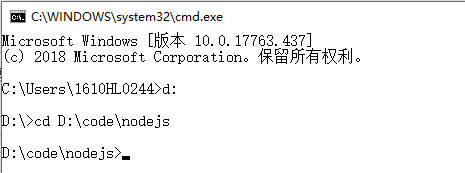 C:\WINDOWS\system32\cmd.exe
Microsoft Windows [版本 10.0.17763.437]
(c) 2018 Microsoft Corporation。保留所有权利。
C:\Users\1610HL0244>d:
D:\>cd D:\code\nodejs
D:\code\nodejs>